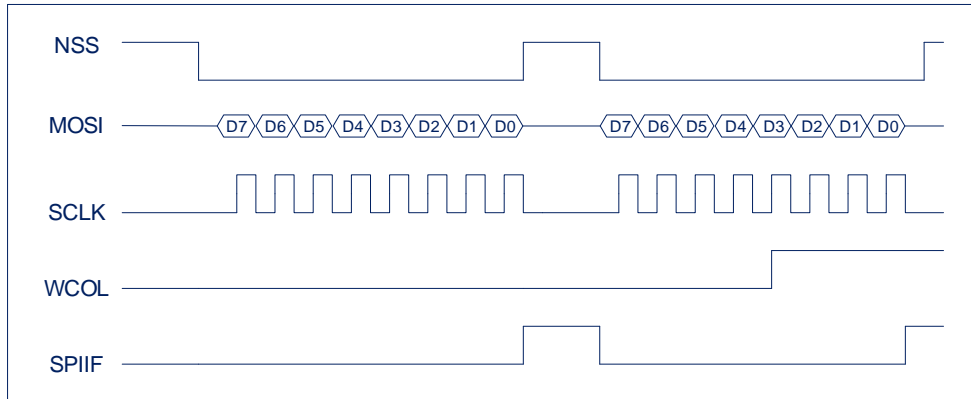 NSS
MOSI D7 D6 D5 D4 D3 D2 D1 D0 D7 D6 D5 D4 D3 D2 D1 D0
SCLK
WCOL
SPIIF